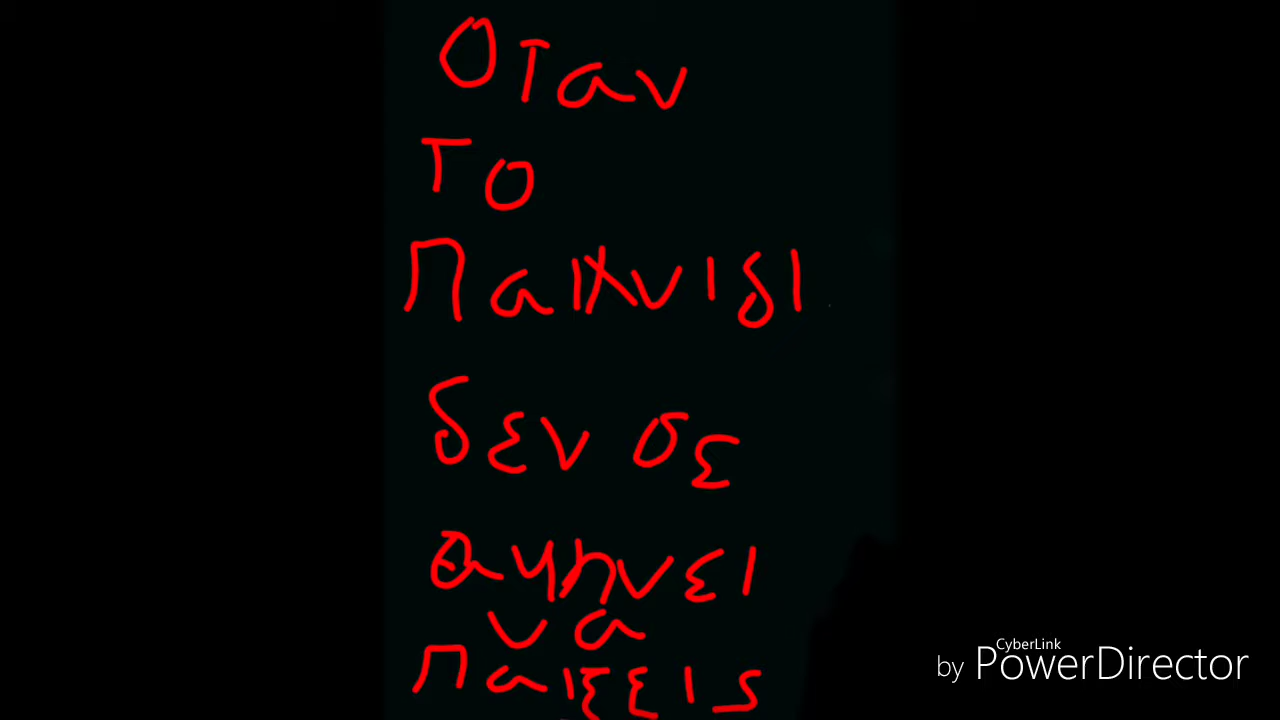 Οταν
το
Παιχνιδι
δεν σε
αφηνει
να
παιξεις
CyberLink
by PowerDirector